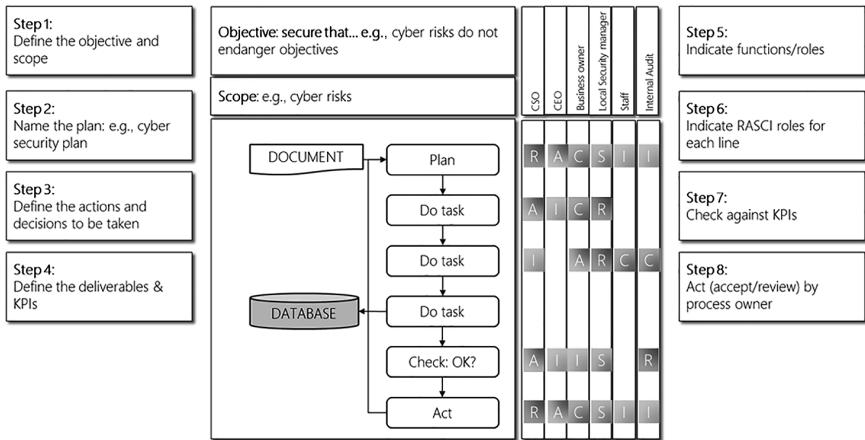 Step 1:
Define the objective and
scope
Step 2:
Name the plan: e.g., cyber
security plan
Step 3:
Define the actions and
decisions to be taken
Step 4:
Define the deliverables &
KPIs
Objective: secure that... e.g., cyber risks do not
endanger objectives
Scope: e.g., cyber risks
CSO
CEO
Business owner
Local Security manager
Staff
Internal Audit
DOCUMENT
Plan
R A C S I I
Do task
A I C R
Do task
I A R C C
DATABASE
Do task
Check: OK?
A I I S R
Act
R A C S I I
Step 5:
Indicate functions/roles
Step 6:
Indicate RASCI roles for
each line
Step 7:
Check against KPIs
Step 8:
Act (accept/review) by
process owner